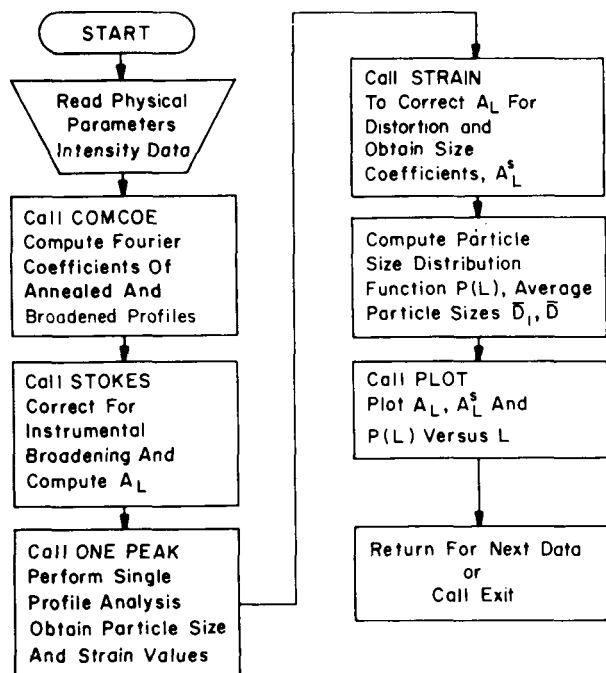 START
Read Physical
Parameters
Intensity Data
Call COMCOE
Compute Fourier
Coefficients Of
Annealed And
Broadened Profiles
Call STOKES
Correct For
Instrumental
Broadening And
Compute A_L
Call ONE PEAK
Perform Single
Profile Analysis
Obtain Particle Size
And Strain Values
Call STRAIN
To Correct A_L For
Distortion and
Obtain Size
Coefficients, A_L^s
Compute Particle
Size Distribution
Function P(L), Average
Particle Sizes D̄_I, D̄
Call PLOT
Plot A_L, A_L^s And
P(L) Versus L
Return For Next Data
or
Call Exit